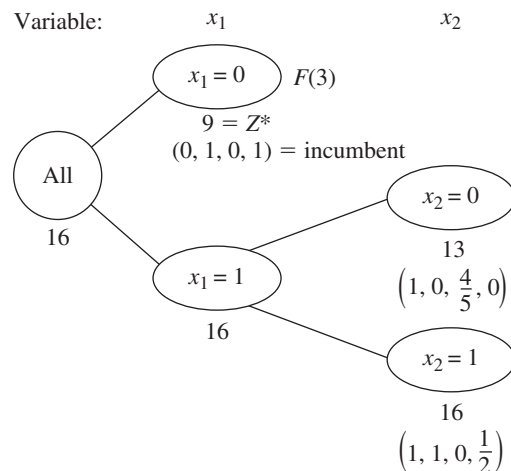 Variable: x₁ x₂
x₁ = 0 F(3)
9 = Z*
(0, 1, 0, 1) = incumbent
All
16
x₂ = 0
13
(1, 0, 4/5, 0)
x₁ = 1
16
x₂ = 1
16
(1, 1, 0, 1/2)